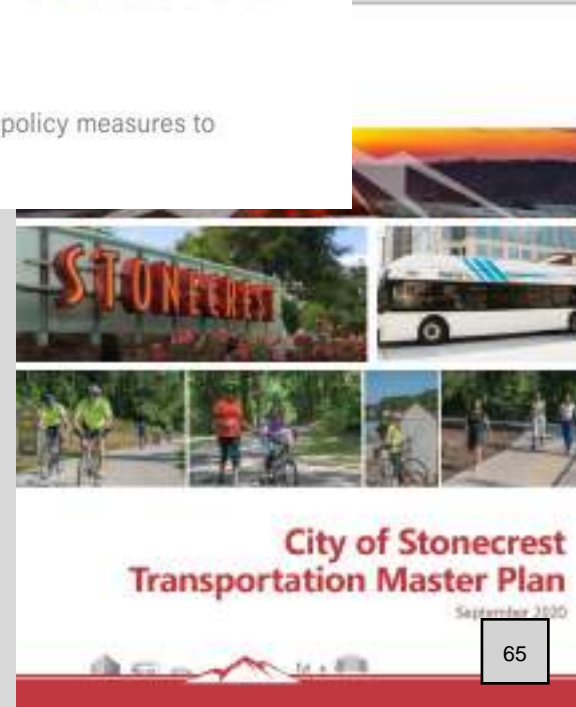 policy measures to
STONECREST
City of Stonecrest
Transportation Master Plan
September 2020
65